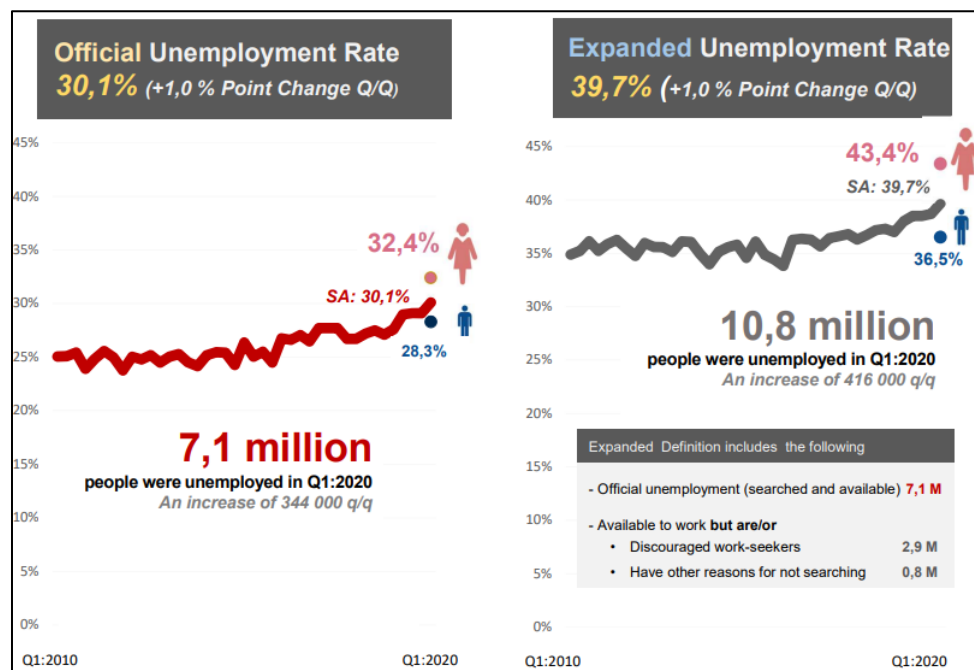 Official Unemployment Rate
30,1% (+1,0 % Point Change Q/Q)
45%
40%
35%
30%
25%
20%
15%
10%
5%
0%
32,4%
SA: 30,1%
28,3%
7,1 million
people were unemployed in Q1:2020
An increase of 344 000 q/q
Q1:2010
Q1:2020
Expanded Unemployment Rate
39,7% (+1,0 % Point Change Q/Q)
45%
40%
35%
30%
25%
20%
15%
10%
5%
0%
43,4%
SA: 39,7%
36,5%
10,8 million
people were unemployed in Q1:2020
An increase of 416 000 q/q
Expanded Definition includes the following
- Official unemployment (searched and available) 7,1 M
- Available to work but are/or
• Discouraged work-seekers 2,9 M
• Have other reasons for not searching 0,8 M
Q1:2010
Q1:2020